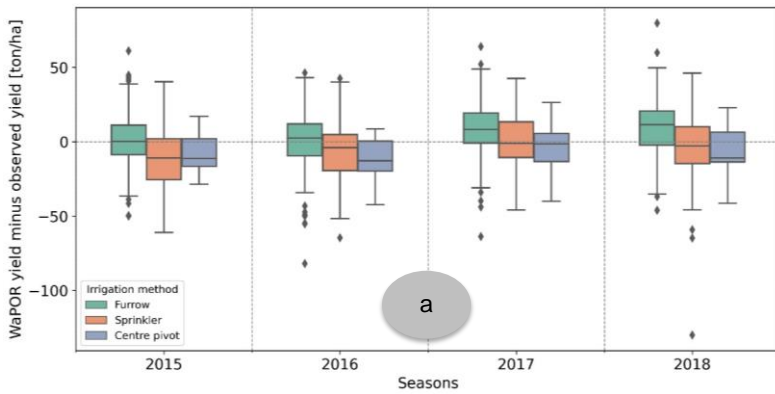 WaPOR yield minus observed yield [ton/ha]
50
0
−50
−100
Irrigation method
Furrow
Sprinkler
Centre pivot
a
2015 2016 2017 2018
Seasons